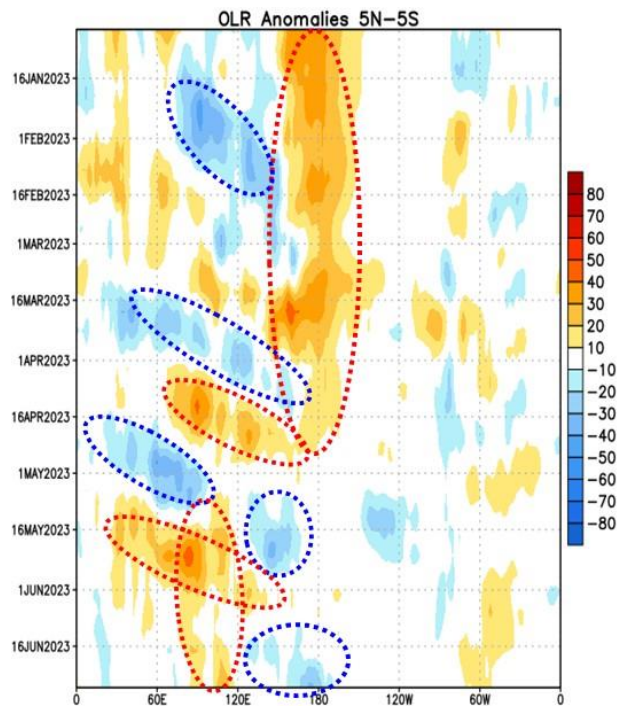 OLR Anomalies 5N−5S
16JAN2023
1FEB2023
16FEB2023
1MAR2023
16MAR2023
1APR2023
16APR2023
1MAY2023
16MAY2023
1JUN2023
16JUN2023
0
60E
120E
180
120W
60W
0
80
70
60
50
40
30
20
10
−10
−20
−30
−40
−50
−60
−70
−80